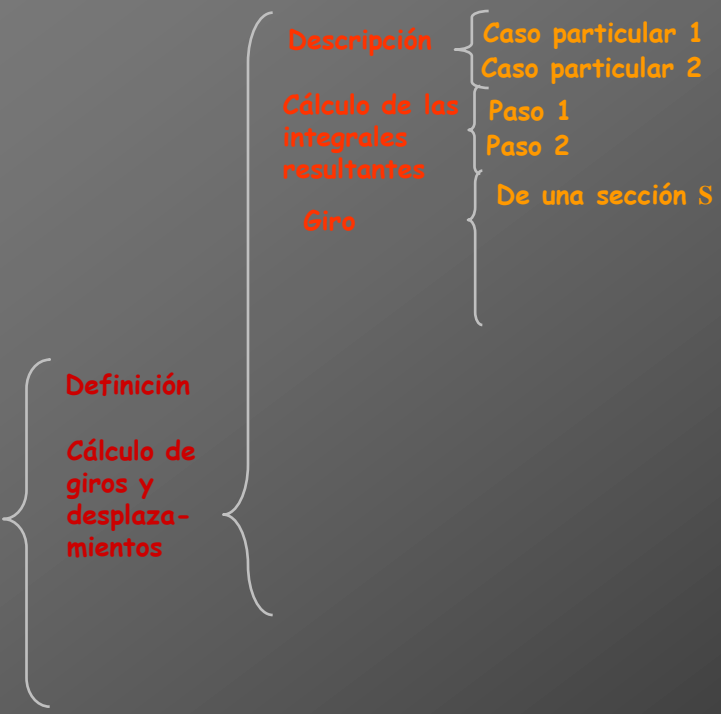 Descripción
Caso particular 1
Caso particular 2
Cálculo de las
integrales
resultantes
Paso 1
Paso 2
Giro
De una sección S
Definición
Cálculo de
giros y
desplaza-
mientos